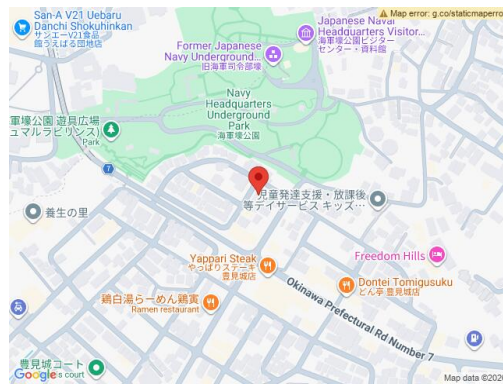 Map error: g.co/staticmaperro
San-A V21 Uebaru
Danchi Shokuhinkan
サンエーV21食品
館うえばる団地店
Japanese Naval
Headquarters Visitor...
海軍壕公園ビジター
センター・資料館
Former Japanese
Navy Underground...
旧海軍司令部壕
Navy
Headquarters
Underground
Park
海軍壕公園
軍壕公園 遊具広場
ュマルラビリンス)
Park
7
児童発達支援・放課後
等デイサービス キッズ…
養生の里
Yappari Steak
やっぱりステーキ
豊見城店
Freedom Hills
Dontei Tomigusuku
どん亭 豊見城店
鶏白湯らーめん鶏寅
Ramen restaurant
Okinawa Prefectural Rd Number 7
豊見城コート
s court
Google
Map data ©202